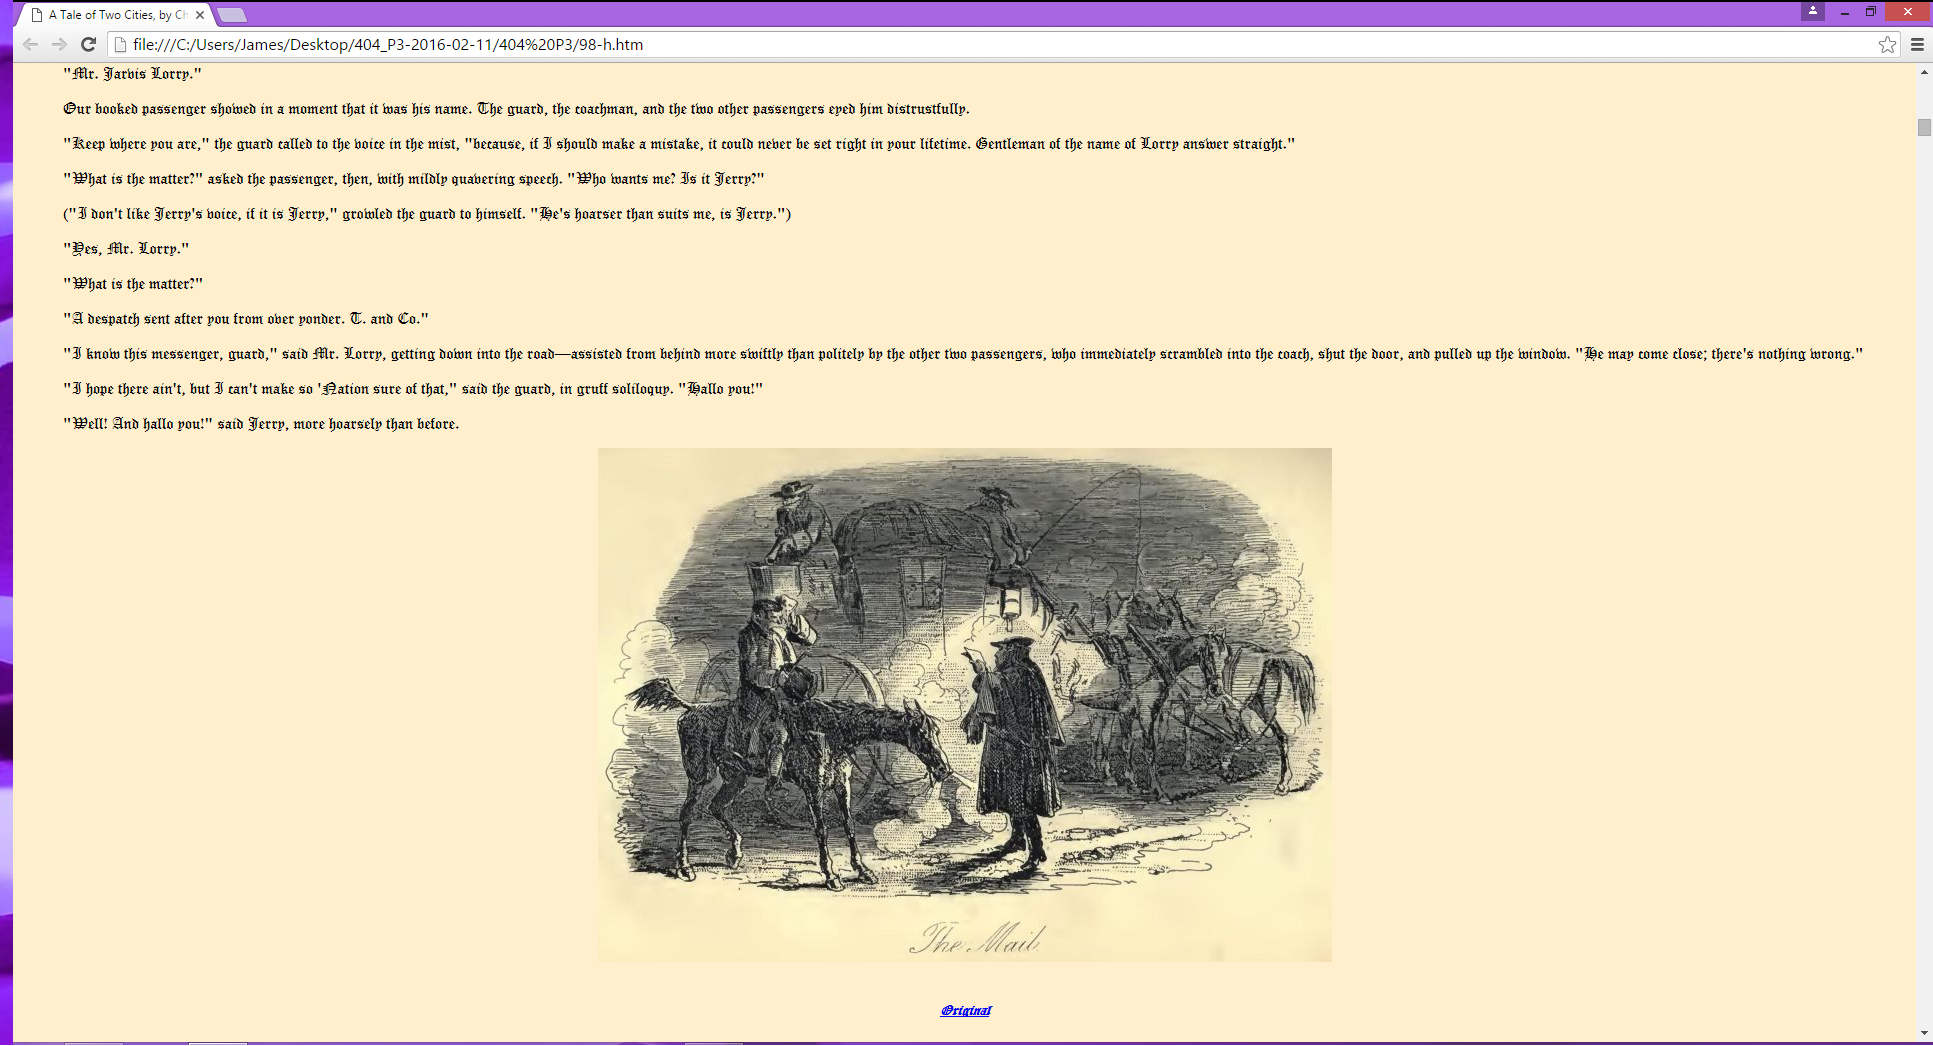 A Tale of Two Cities, by Ch
file:///C:/Users/James/Desktop/404_P3-2016-02-11/404%20P3/98-h.htm
"Mr. Jarvis Lorry."
Our booked passenger showed in a moment that it was his name. The guard, the coachman, and the two other passengers eyed him distrustfully.
"Keep where you are," the guard called to the voice in the mist, "because, if I should make a mistake, it could never be set right in your lifetime. Gentleman of the name of Lorry answer straight."
"What is the matter?" asked the passenger, then, with mildly quavering speech. "Who wants me? Is it Jerry?"
("I don't like Jerry's voice, if it is Jerry," growled the guard to himself. "He's hoarser than suits me, is Jerry.")
"Yes, Mr. Lorry."
"What is the matter?"
"A despatch sent after you from over yonder. T. and Co."
"I know this messenger, guard," said Mr. Lorry, getting down into the road—assisted from behind more swiftly than politely by the other two passengers, who immediately scrambled into the coach, shut the door, and pulled up the window. "He may come close; there's nothing wrong."
"I hope there ain't, but I can't make so 'Nation sure of that," said the guard, in gruff soliloquy. "Hallo you!"
"Well! And hallo you!" said Jerry, more hoarsely than before.
The Mail.
Original